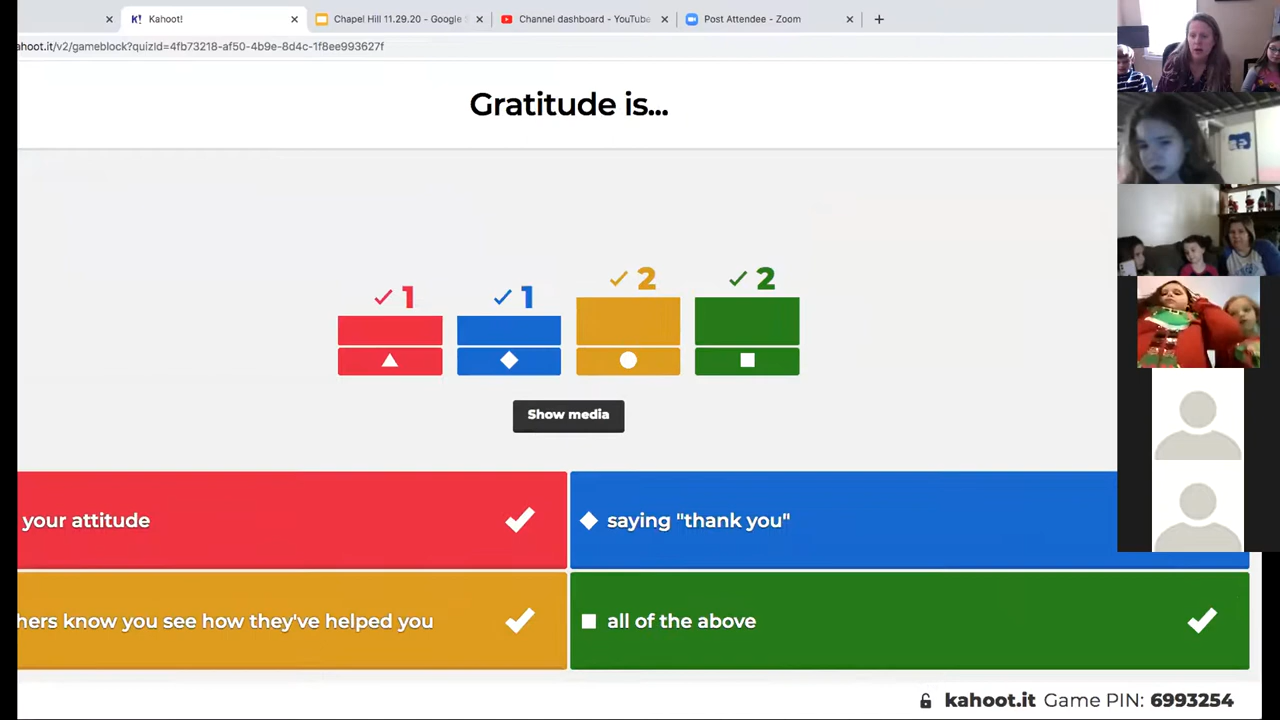 Kahoot!
Chapel Hill 11.29.20 - Google
Channel dashboard - YouTube
Post Attendee - Zoom
ahoot.it/v2/gameblock?quizId=4fb73218-af50-4b9e-8d4c-1f8ee993627f
Gratitude is...
1
1
2
2
Show media
your attitude
saying "thank you"
hers know you see how they've helped you
all of the above
kahoot.it Game PIN: 6993254